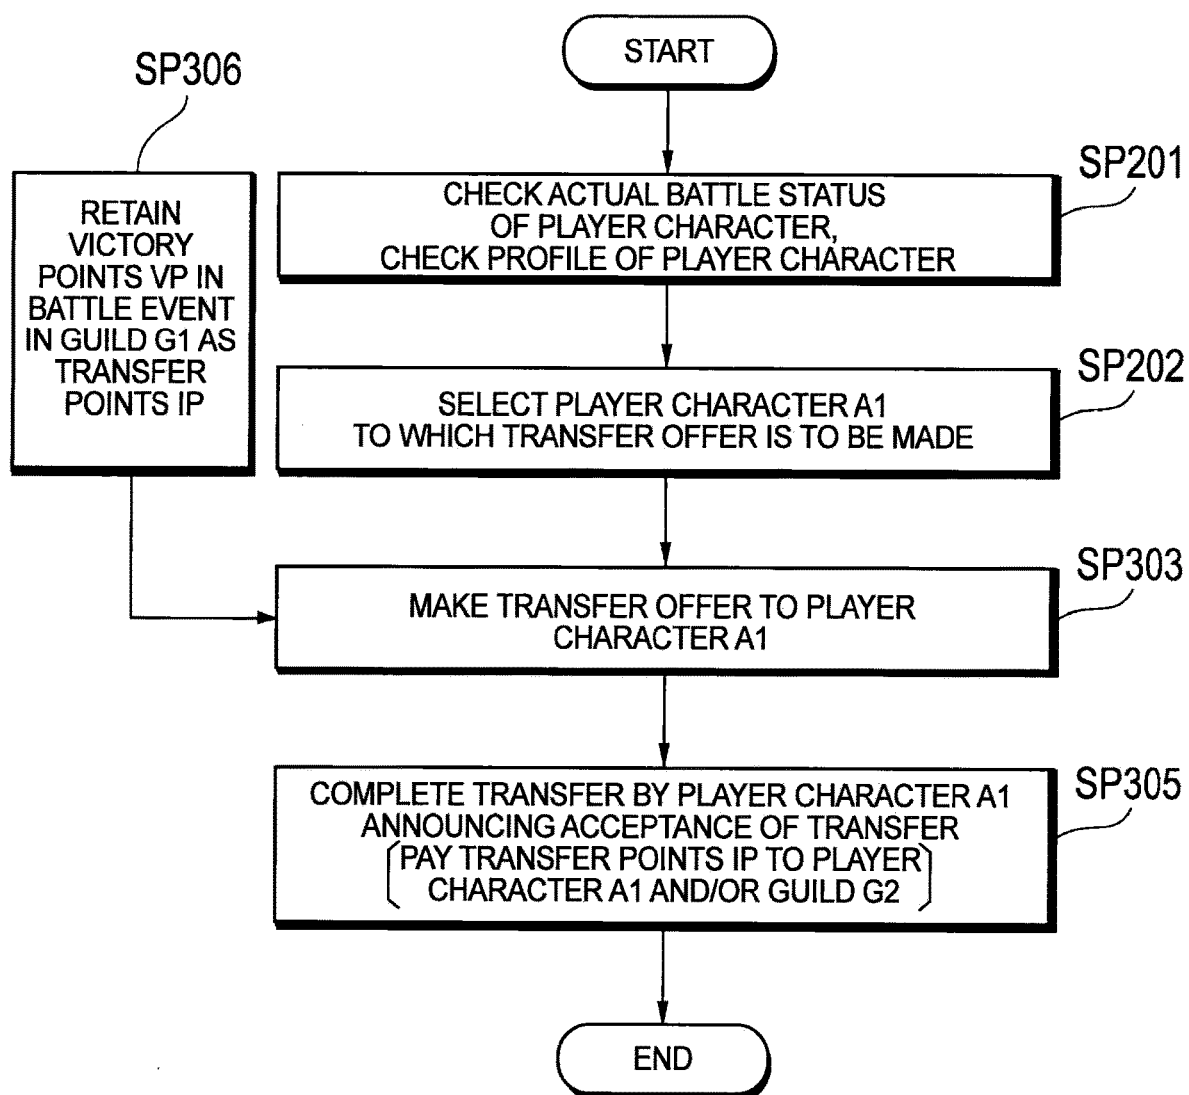 START
SP306
RETAIN
VICTORY
POINTS VP IN
BATTLE EVENT
IN GUILD G1 AS
TRANSFER
POINTS IP
SP201
CHECK ACTUAL BATTLE STATUS
OF PLAYER CHARACTER,
CHECK PROFILE OF PLAYER CHARACTER
SP202
SELECT PLAYER CHARACTER A1
TO WHICH TRANSFER OFFER IS TO BE MADE
SP303
MAKE TRANSFER OFFER TO PLAYER
CHARACTER A1
SP305
COMPLETE TRANSFER BY PLAYER CHARACTER A1
ANNOUNCING ACCEPTANCE OF TRANSFER
(PAY TRANSFER POINTS IP TO PLAYER
CHARACTER A1 AND/OR GUILD G2)
END